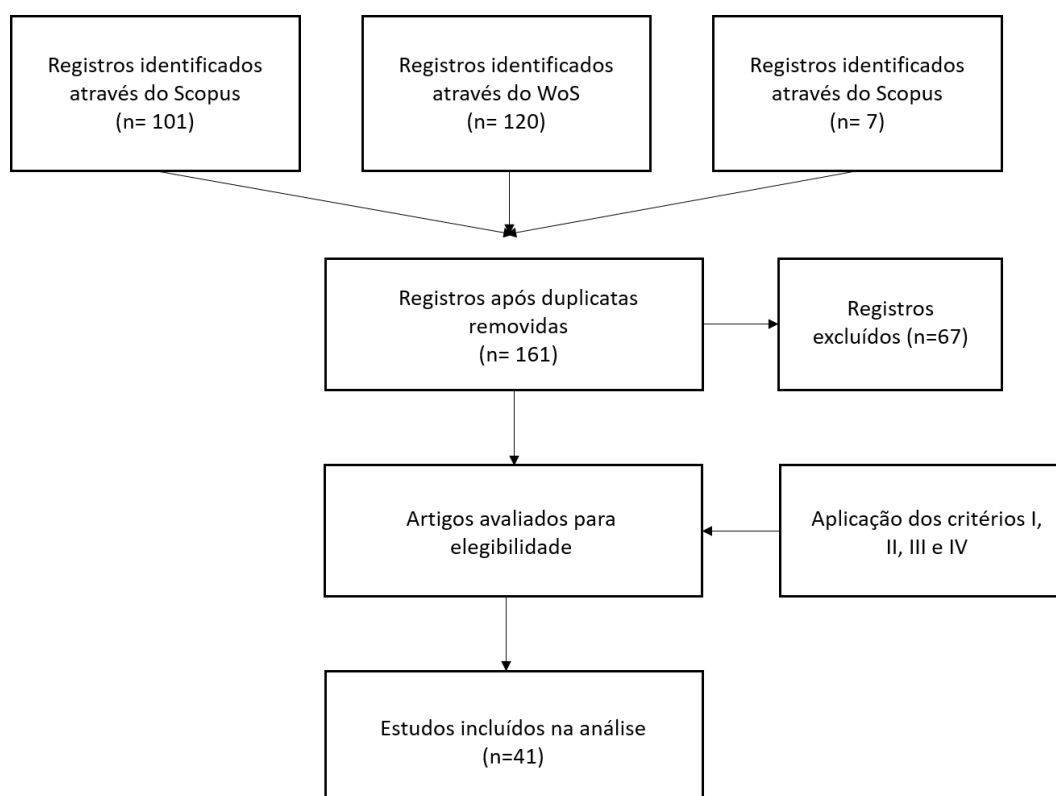 Registros identificados
através do Scopus
(n= 101)
Registros identificados
através do WoS
(n= 120)
Registros identificados
através do Scopus
(n= 7)
Registros após duplicatas
removidas
(n= 161)
Registros
excluídos (n=67)
Artigos avaliados para
elegibilidade
Aplicação dos critérios I,
II, III e IV
Estudos incluídos na análise
(n=41)